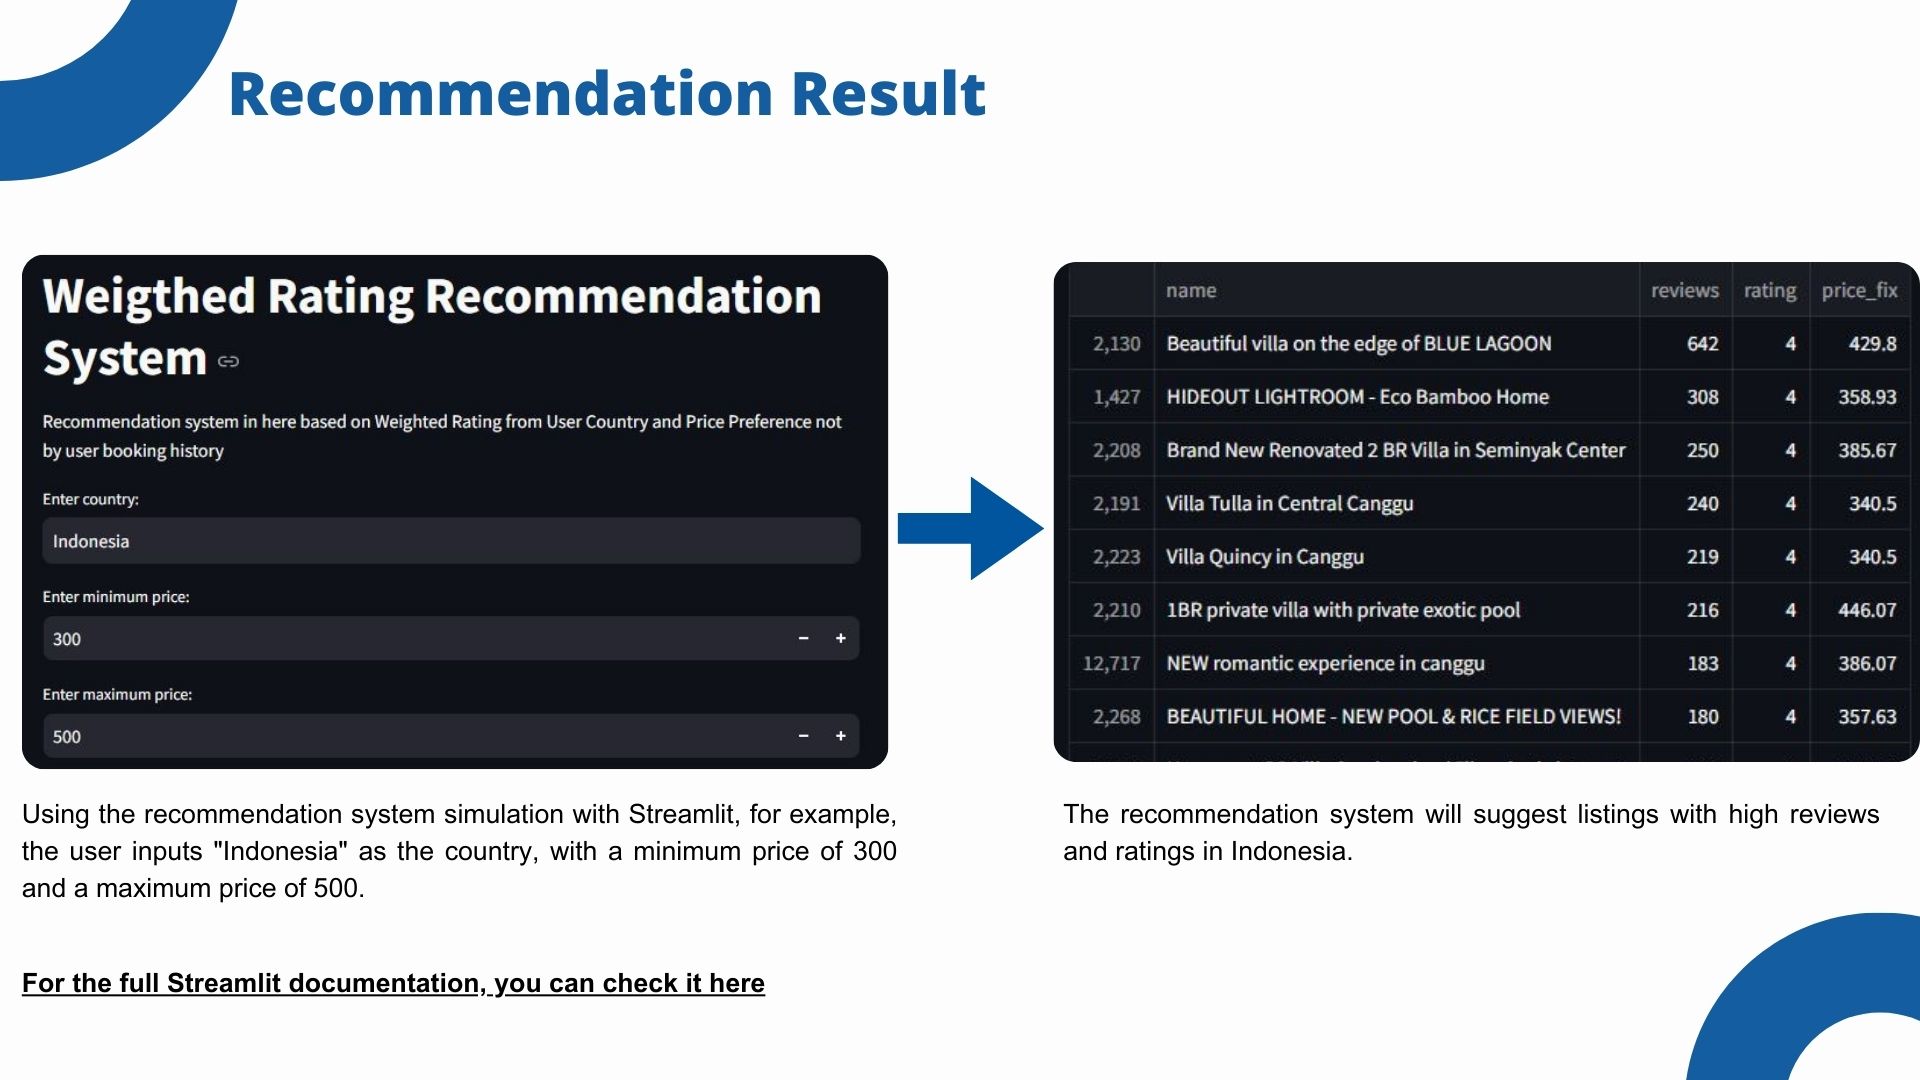 Recommendation Result
Weigthed Rating Recommendation
System
Recommendation system in here based on Weighted Rating from User Country and Price Preference not
by user booking history
Enter country:
Indonesia
Enter minimum price:
300 − +
Enter maximum price:
500 − +
name reviews rating price_fix
2,130 Beautiful villa on the edge of BLUE LAGOON 642 4 429.8
1,427 HIDEOUT LIGHTROOM - Eco Bamboo Home 308 4 358.93
2,208 Brand New Renovated 2 BR Villa in Seminyak Center 250 4 385.67
2,191 Villa Tulla in Central Canggu 240 4 340.5
2,223 Villa Quincy in Canggu 219 4 340.5
2,210 1BR private villa with private exotic pool 216 4 446.07
12,717 NEW romantic experience in canggu 183 4 386.07
2,268 BEAUTIFUL HOME - NEW POOL & RICE FIELD VIEWS! 180 4 357.63
Using the recommendation system simulation with Streamlit, for example,
the user inputs "Indonesia" as the country, with a minimum price of 300
and a maximum price of 500.
For the full Streamlit documentation, you can check it here
The recommendation system will suggest listings with high reviews
and ratings in Indonesia.